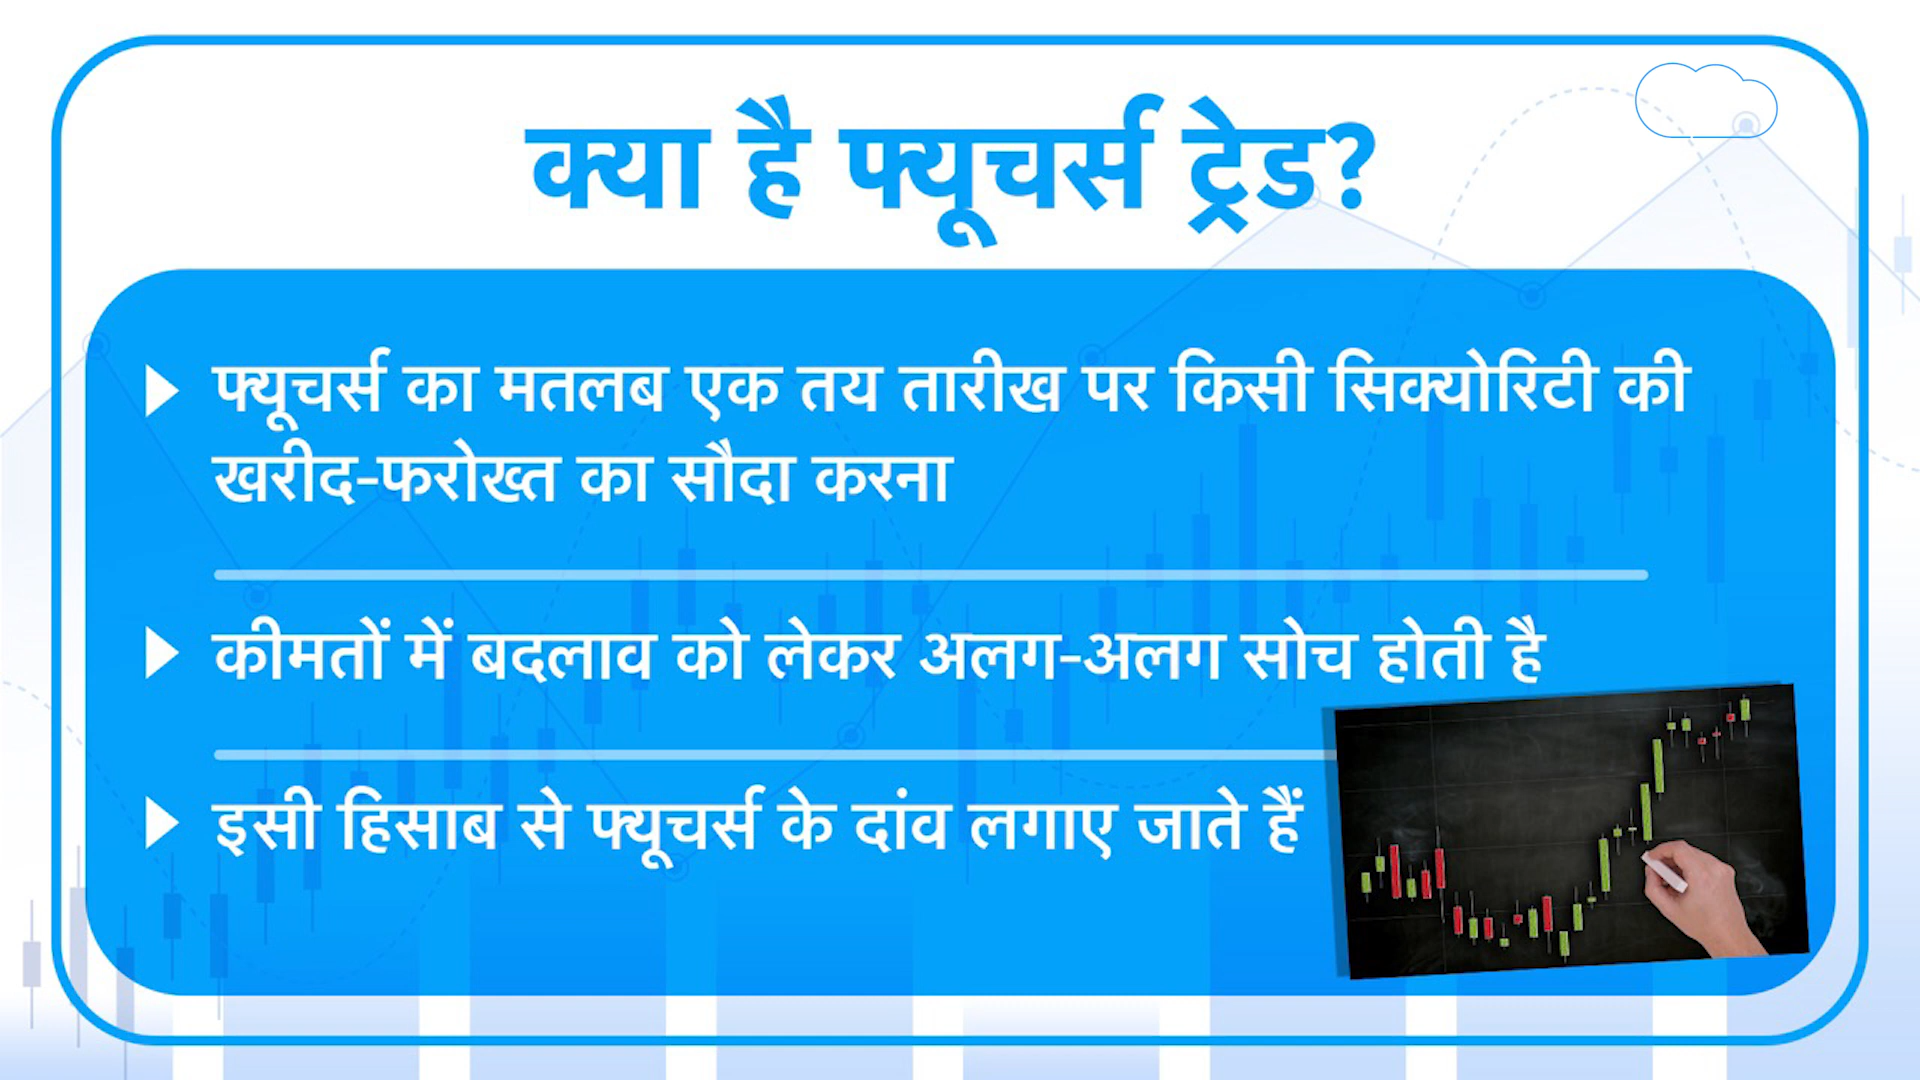 क्या है फ्यूचर्स ट्रेड?
फ्यूचर्स का मतलब एक तय तारीख पर किसी सिक्योरिटी की
खरीद-फरोख्त का सौदा करना
कीमतों में बदलाव को लेकर अलग-अलग सोच होती है
इसी हिसाब से फ्यूचर्स के दांव लगाए जाते हैं